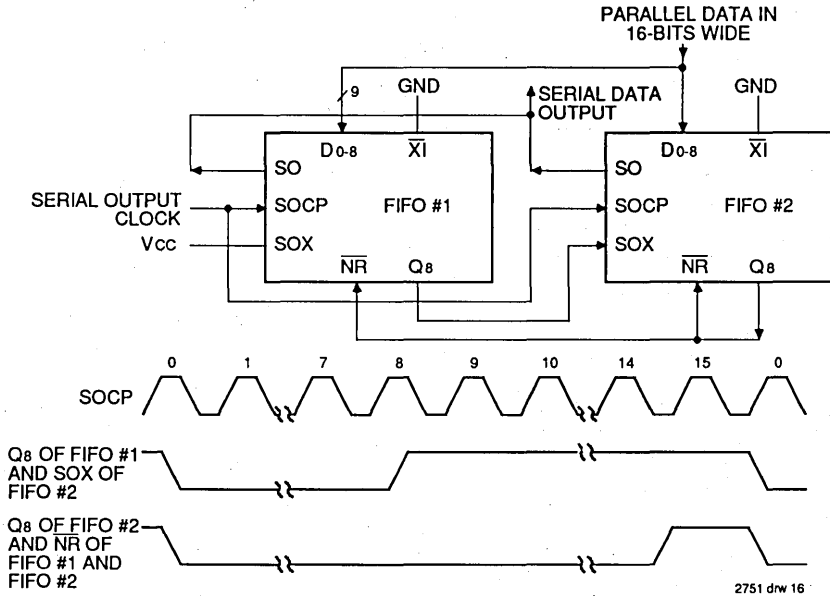 PARALLEL DATA IN
16-BITS WIDE
9
GND
SERIAL DATA
OUTPUT
GND
D0-8
XI
D0-8
XI
SO
SO
SERIAL OUTPUT
CLOCK
SOCP
FIFO #1
SOCP
FIFO #2
Vcc
SOX
SOX
NR
Q8
NR
Q8
0 1 7 8 9 10 14 15 0
SOCP
Q8 OF FIFO #1
AND SOX OF
FIFO #2
Q8 OF FIFO #2
AND NR OF
FIFO #1 AND
FIFO #2
2751 drw 16